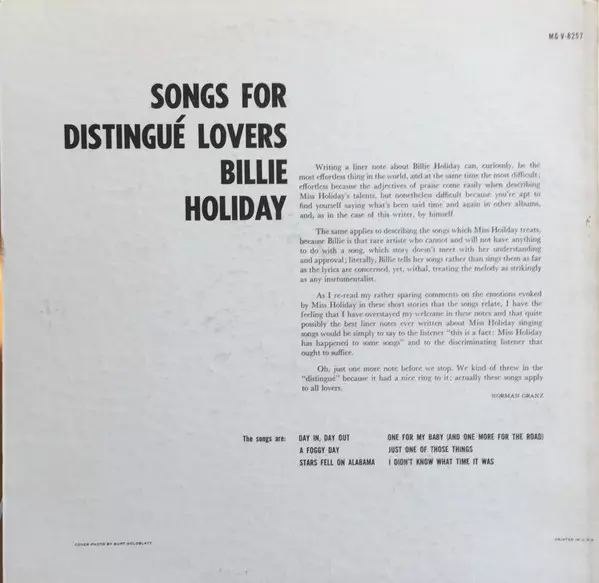 MG V-8257
SONGS FOR
DISTINGUÉ LOVERS
BILLIE
HOLIDAY
Writing a liner note about Billie Holiday can, curiously, be the
most effortless thing in the world, and at the same time the most difficult;
effortless because the adjectives of praise come easily when describing
Miss Holiday's talents, but nonetheless difficult because you're apt to
find yourself saying what's been said time and again in other albums,
and, as in the case of this writer, by himself.
The same applies to describing the songs which Miss Hoilday treats,
because Billie is that rare artiste who cannot and will not have anything
to do with a song, which story doesn't meet with her understanding
and approval; literally, Billie tells her songs rather than sings them as far
as the lyrics are concerned, yet, withal, treating the melody as strikingly
as any instrumentalist.
As I re-read my rather sparing comments on the emotions evoked
by Miss Holiday in these short stories that the songs relate, I have the
feeling that I have overstayed my welcome in these notes and that quite
possibly the best liner notes ever written about Miss Holiday singing
songs would be simply to say to the listener "this is a fact: Miss Holiday
has happened to some songs" and to the discriminating listener that
ought to suffice.
Oh, just one more note before we stop. We kind of threw in the
"distingué" because it had a nice ring to it; actually these songs apply
to all lovers.
NORMAN GRANZ
The songs are: DAY IN, DAY OUT ONE FOR MY BABY (AND ONE MORE FOR THE ROAD)
A FOGGY DAY JUST ONE OF THOSE THINGS
STARS FELL ON ALABAMA I DIDN'T KNOW WHAT TIME IT WAS
COVER PHOTO BY BURT GOLDBLATT
PRINTED IN U.S.A.